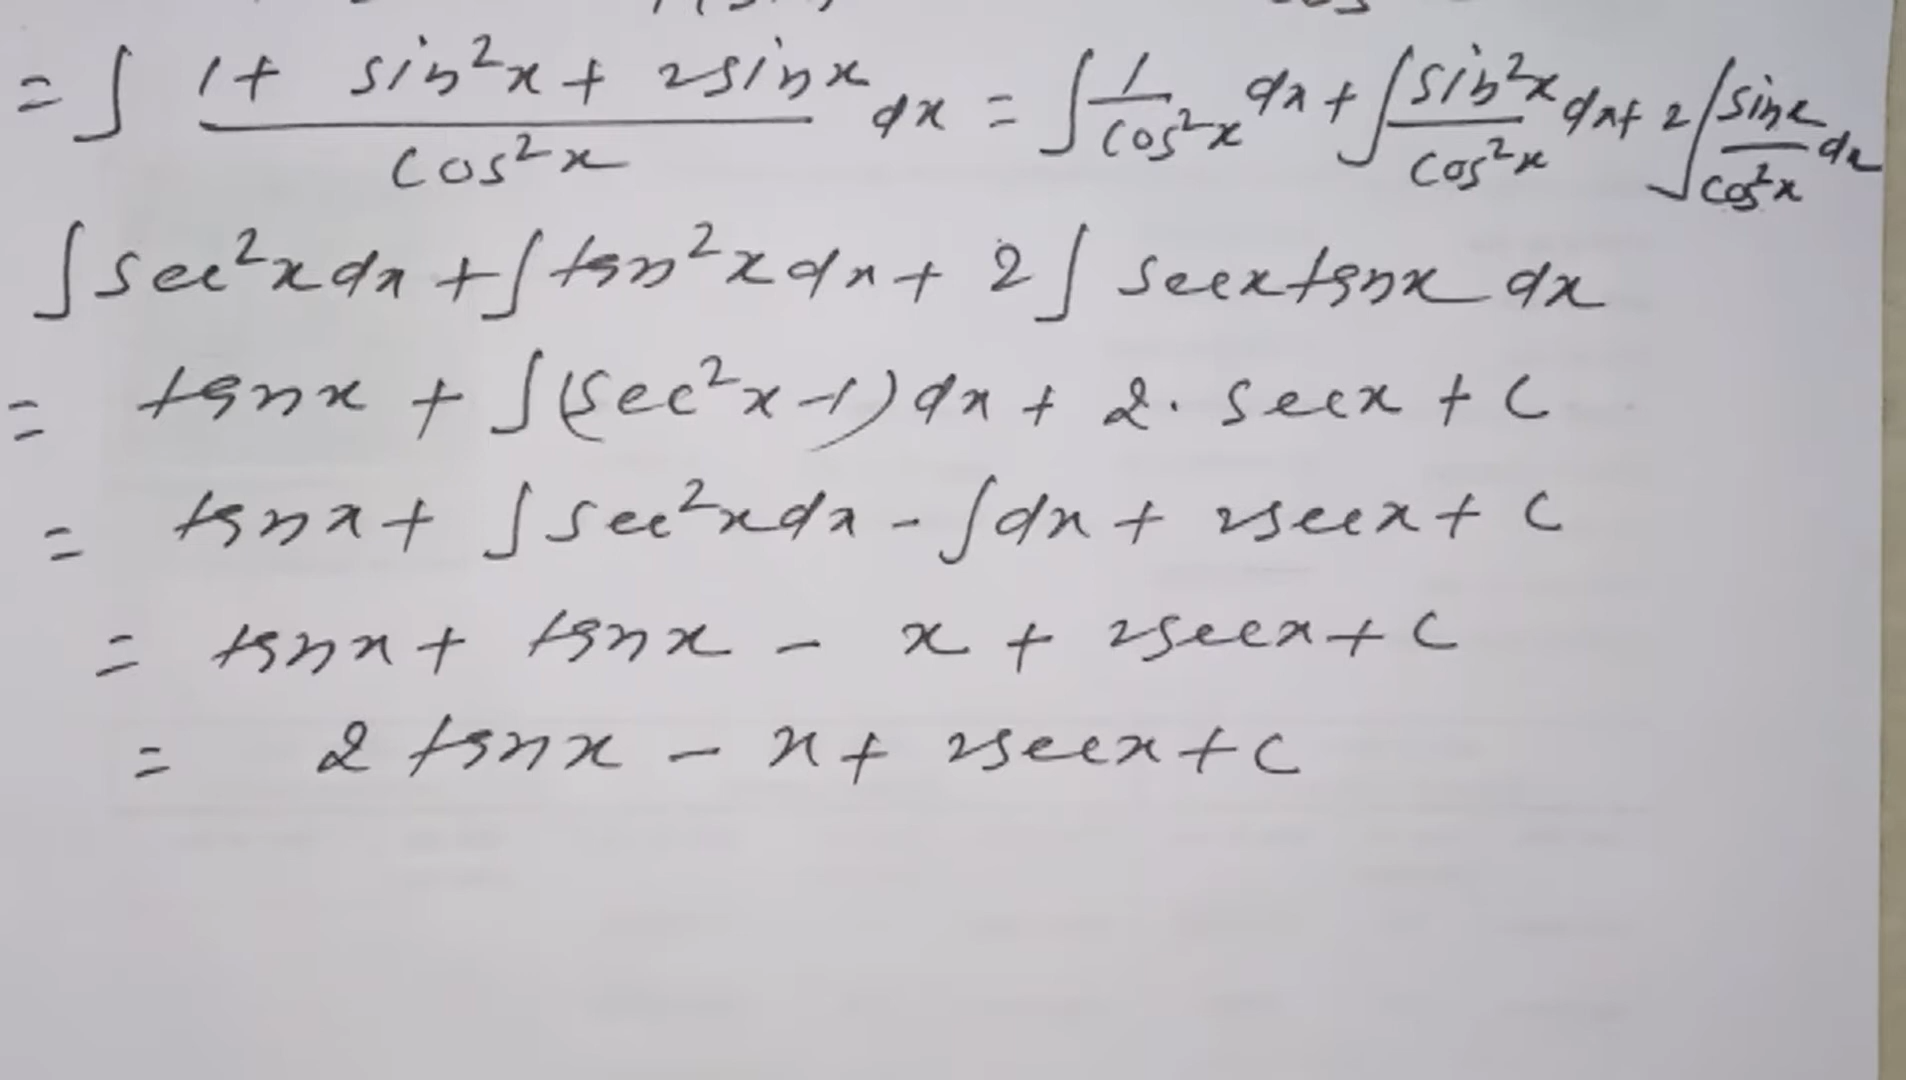 = ∫ (1 + sin²x + 2sinx)/(cos²x) dx = ∫ 1/(cos²x) dx + ∫ (sin²x)/(cos²x) dx + 2∫ (sinx)/(cos²x) dx
∫ sec²x dx + ∫ tan²x dx + 2∫ secx tanx dx
= tanx + ∫(sec²x - 1) dx + 2. secx + C
= tanx + ∫ sec²x dx - ∫ dx + 2secx + C
= tanx + tanx - x + 2secx + C
= 2 tanx - x + 2secx + C